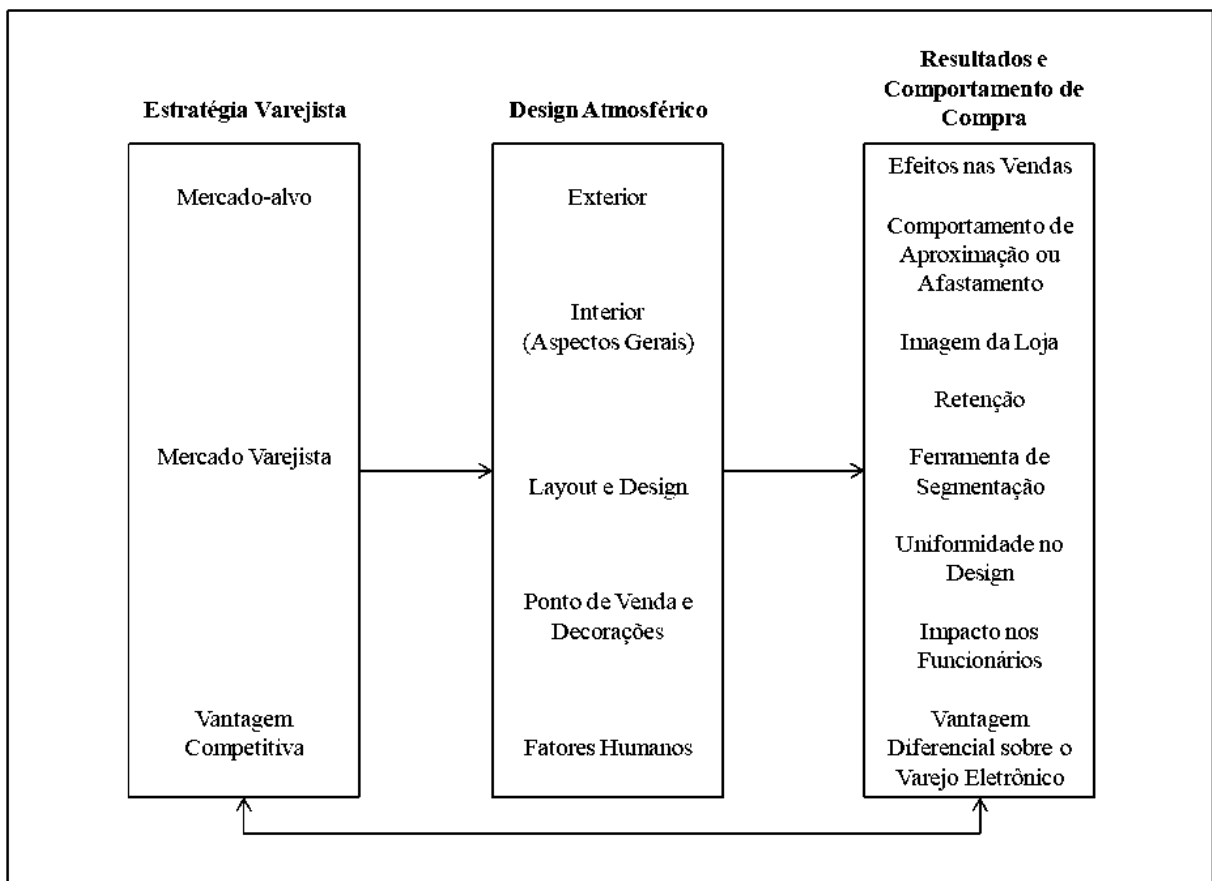 Estratégia Varejista
Mercado-alvo
Mercado Varejista
Vantagem
Competitiva
Design Atmosférico
Exterior
Interior
(Aspectos Gerais)
Layout e Design
Ponto de Venda e
Decorações
Fatores Humanos
Resultados e
Comportamento de
Compra
Efeitos nas Vendas
Comportamento de
Aproximação ou
Afastamento
Imagem da Loja
Retenção
Ferramenta de
Segmentação
Uniformidade no
Design
Impacto nos
Funcionários
Vantagem
Diferencial sobre o
Varejo Eletrônico